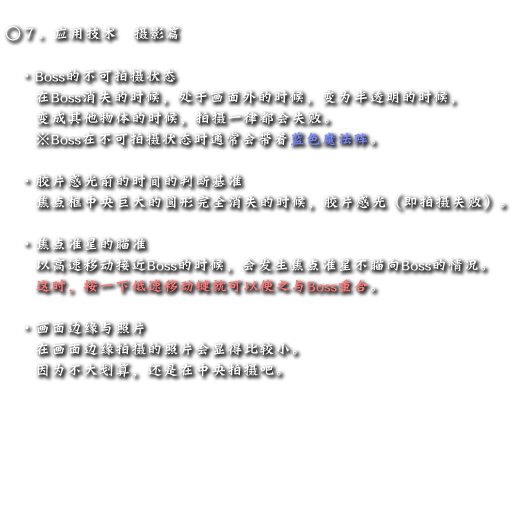 ◎７．应用技术　摄影篇
・Boss的不可拍摄状态
在Boss消失的时候，处于画面外的时候，变为半透明的时候，
变成其他物体的时候，拍摄一律都会失败。
※Boss在不可拍摄状态时通常会带着蓝色魔法阵。
・胶片感光前的时间的判断基准
焦点框中央巨大的圆形完全消失的时候，胶片感光（即拍摄失败）。
・焦点准星的瞄准
以高速移动接近Boss的时候，会发生焦点准星不瞄向Boss的情况。
这时，按一下低速移动键就可以使之与Boss重合。
・画面边缘与照片
在画面边缘拍摄的照片会显得比较小。
因为不大划算，还是在中央拍摄吧。